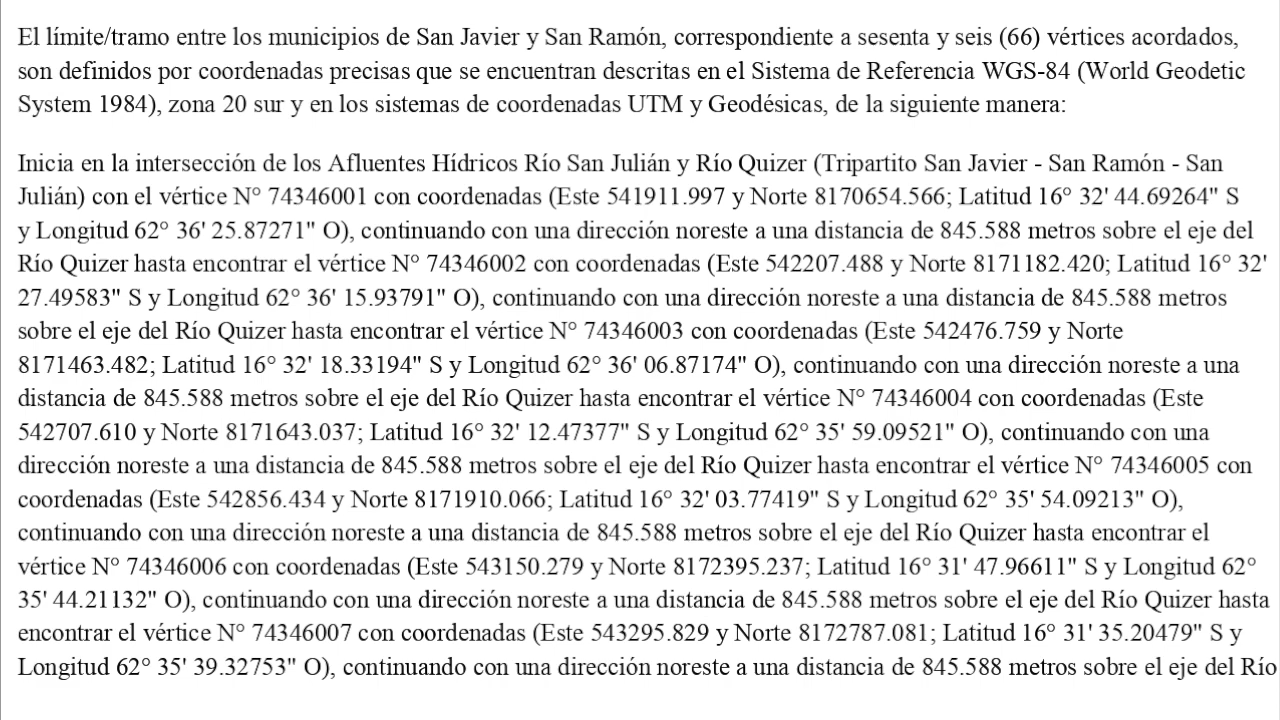 El límite/tramo entre los municipios de San Javier y San Ramón, correspondiente a sesenta y seis (66) vértices acordados,
son definidos por coordenadas precisas que se encuentran descritas en el Sistema de Referencia WGS-84 (World Geodetic
System 1984), zona 20 sur y en los sistemas de coordenadas UTM y Geodésicas, de la siguiente manera:
Inicia en la intersección de los Afluentes Hídricos Río San Julián y Río Quizer (Tripartito San Javier - San Ramón - San
Julián) con el vértice N° 74346001 con coordenadas (Este 541911.997 y Norte 8170654.566; Latitud 16° 32' 44.69264" S
y Longitud 62° 36' 25.87271" O), continuando con una dirección noreste a una distancia de 845.588 metros sobre el eje del
Río Quizer hasta encontrar el vértice N° 74346002 con coordenadas (Este 542207.488 y Norte 8171182.420; Latitud 16° 32'
27.49583" S y Longitud 62° 36' 15.93791" O), continuando con una dirección noreste a una distancia de 845.588 metros
sobre el eje del Río Quizer hasta encontrar el vértice N° 74346003 con coordenadas (Este 542476.759 y Norte
8171463.482; Latitud 16° 32' 18.33194" S y Longitud 62° 36' 06.87174" O), continuando con una dirección noreste a una
distancia de 845.588 metros sobre el eje del Río Quizer hasta encontrar el vértice N° 74346004 con coordenadas (Este
542707.610 y Norte 8171643.037; Latitud 16° 32' 12.47377" S y Longitud 62° 35' 59.09521" O), continuando con una
dirección noreste a una distancia de 845.588 metros sobre el eje del Río Quizer hasta encontrar el vértice N° 74346005 con
coordenadas (Este 542856.434 y Norte 8171910.066; Latitud 16° 32' 03.77419" S y Longitud 62° 35' 54.09213" O),
continuando con una dirección noreste a una distancia de 845.588 metros sobre el eje del Río Quizer hasta encontrar el
vértice N° 74346006 con coordenadas (Este 543150.279 y Norte 8172395.237; Latitud 16° 31' 47.96611" S y Longitud 62°
35' 44.21132" O), continuando con una dirección noreste a una distancia de 845.588 metros sobre el eje del Río Quizer hasta
encontrar el vértice N° 74346007 con coordenadas (Este 543295.829 y Norte 8172787.081; Latitud 16° 31' 35.20479" S y
Longitud 62° 35' 39.32753" O), continuando con una dirección noreste a una distancia de 845.588 metros sobre el eje del Río